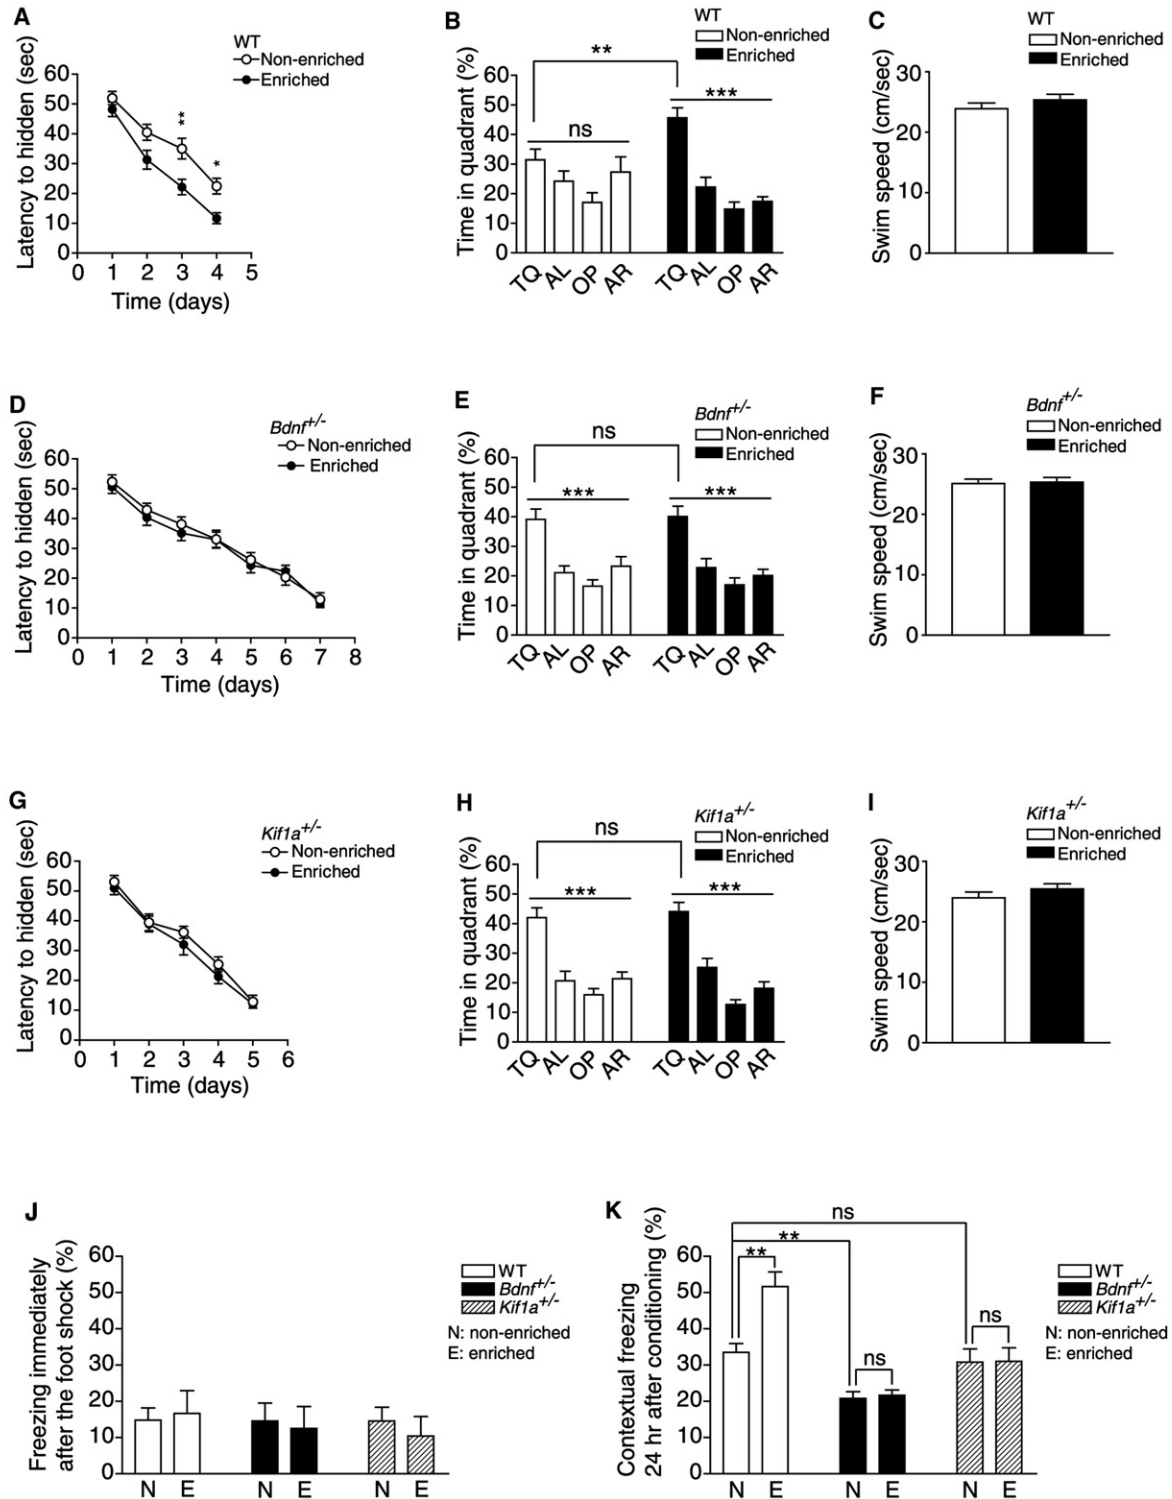 A
WT
Non-enriched
Enriched
Latency to hidden (sec)
60
50
40
30
20
10
0
**
*
0 1 2 3 4 5
Time (days)
B
WT
Non-enriched
Enriched
Time in quadrant (%)
60
50
40
30
20
10
0
**
ns
***
TQ AL OP AR TQ AL OP AR
C
WT
Non-enriched
Enriched
Swim speed (cm/sec)
30
20
10
0
D
Bdnf+/-
Non-enriched
Enriched
Latency to hidden (sec)
60
50
40
30
20
10
0
0 1 2 3 4 5 6 7 8
Time (days)
E
Bdnf+/-
Non-enriched
Enriched
Time in quadrant (%)
60
50
40
30
20
10
0
ns
***
***
TQ AL OP AR TQ AL OP AR
F
Bdnf+/-
Non-enriched
Enriched
Swim speed (cm/sec)
30
20
10
0
G
Kif1a+/-
Non-enriched
Enriched
Latency to hidden (sec)
60
50
40
30
20
10
0
0 1 2 3 4 5 6
Time (days)
H
Kif1a+/-
Non-enriched
Enriched
Time in quadrant (%)
60
50
40
30
20
10
0
ns
***
***
TQ AL OP AR TQ AL OP AR
I
Kif1a+/-
Non-enriched
Enriched
Swim speed (cm/sec)
30
20
10
0
J
Freezing immediately
after the foot shock (%)
60
50
40
30
20
10
0
WT
Bdnf+/-
Kif1a+/-
N: non-enriched
E: enriched
N E N E N E
K
Contextual freezing
24 hr after conditioning (%)
60
50
40
30
20
10
0
ns
**
**
ns
ns
WT
Bdnf+/-
Kif1a+/-
N: non-enriched
E: enriched
N E N E N E